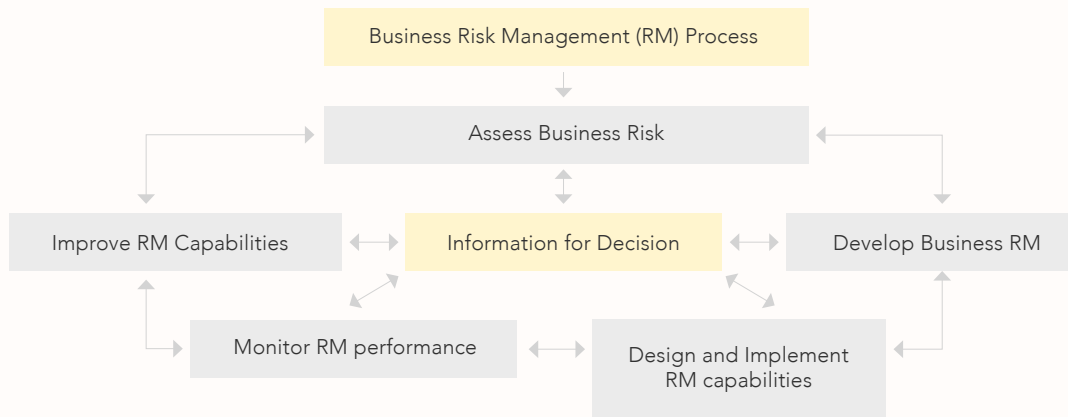 Business Risk Management (RM) Process
Assess Business Risk
Improve RM Capabilities
Information for Decision
Develop Business RM
Monitor RM performance
Design and Implement
RM capabilities